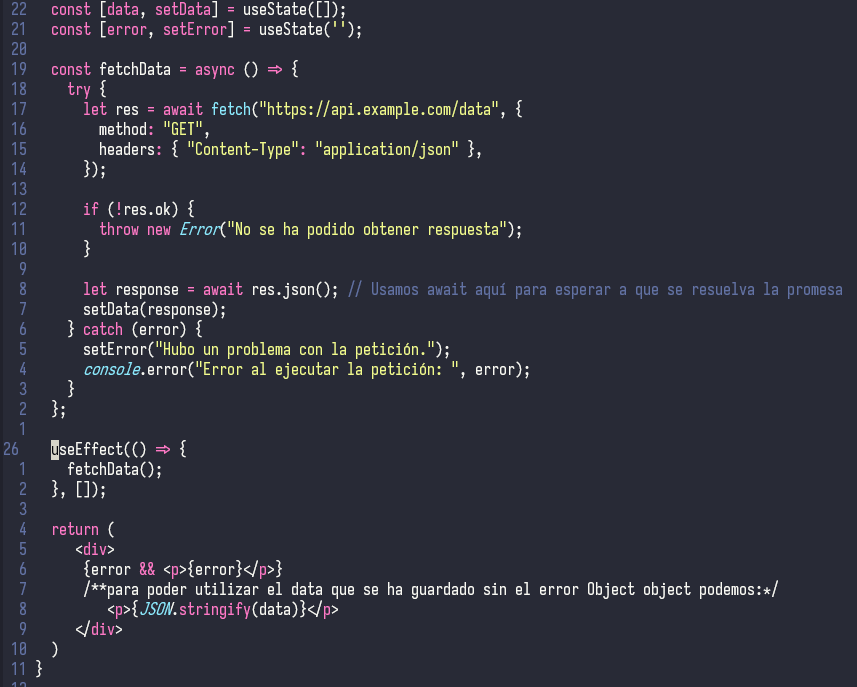 22 const [data, setData] = useState([]);
21 const [error, setError] = useState('');
20
19 const fetchData = async () => {
18 try {
17 let res = await fetch("https://api.example.com/data", {
16 method: "GET",
15 headers: { "Content-Type": "application/json" },
14 });
13
12 if (!res.ok) {
11 throw new Error("No se ha podido obtener respuesta");
10 }
9
8 let response = await res.json(); // Usamos await aquí para esperar a que se resuelva la promesa
7 setData(response);
6 } catch (error) {
5 setError("Hubo un problema con la petición.");
4 console.error("Error al ejecutar la petición: ", error);
3 }
2 };
1
26 useEffect(() => {
1 fetchData();
2 }, []);
3
4 return (
5 <div>
6 {error && <p>{error}</p>}
7 /**para poder utilizar el data que se ha guardado sin el error Object object podemos:*/
8 <p>{JSON.stringify(data)}</p>
9 </div>
10 )
11 }
12